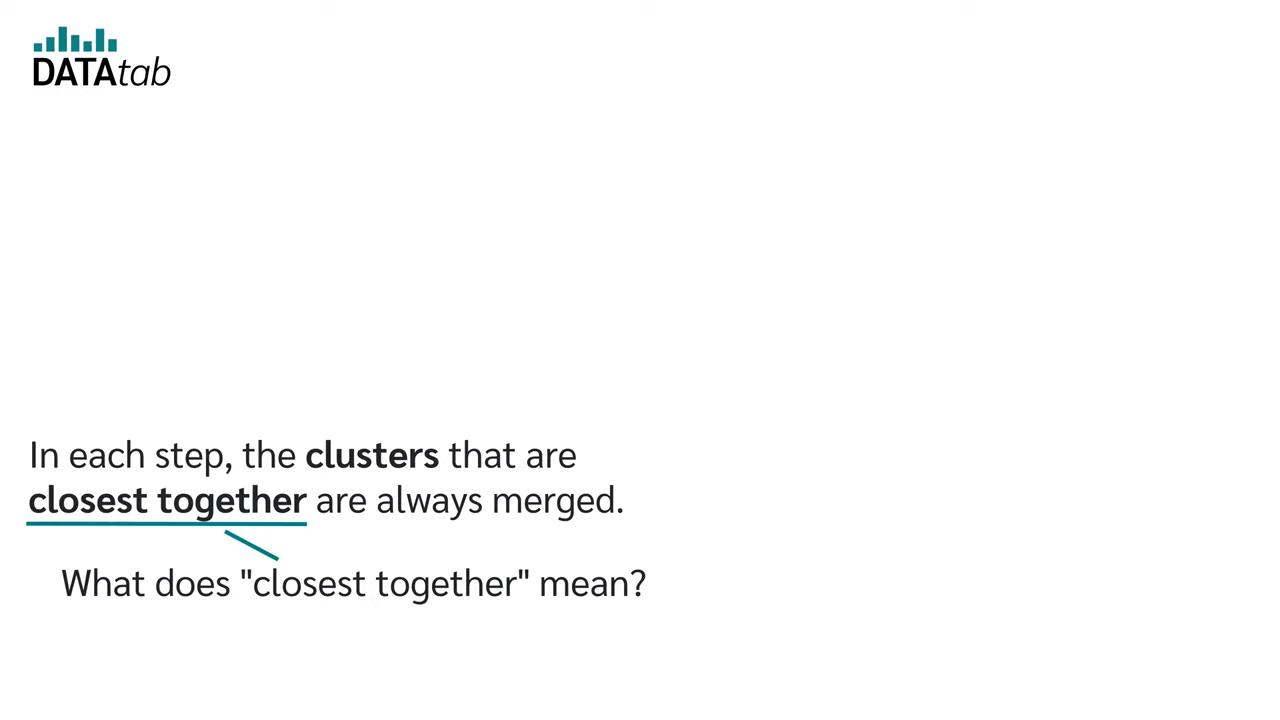 DATAtab
In each step, the clusters that are
closest together are always merged.
What does "closest together" mean?